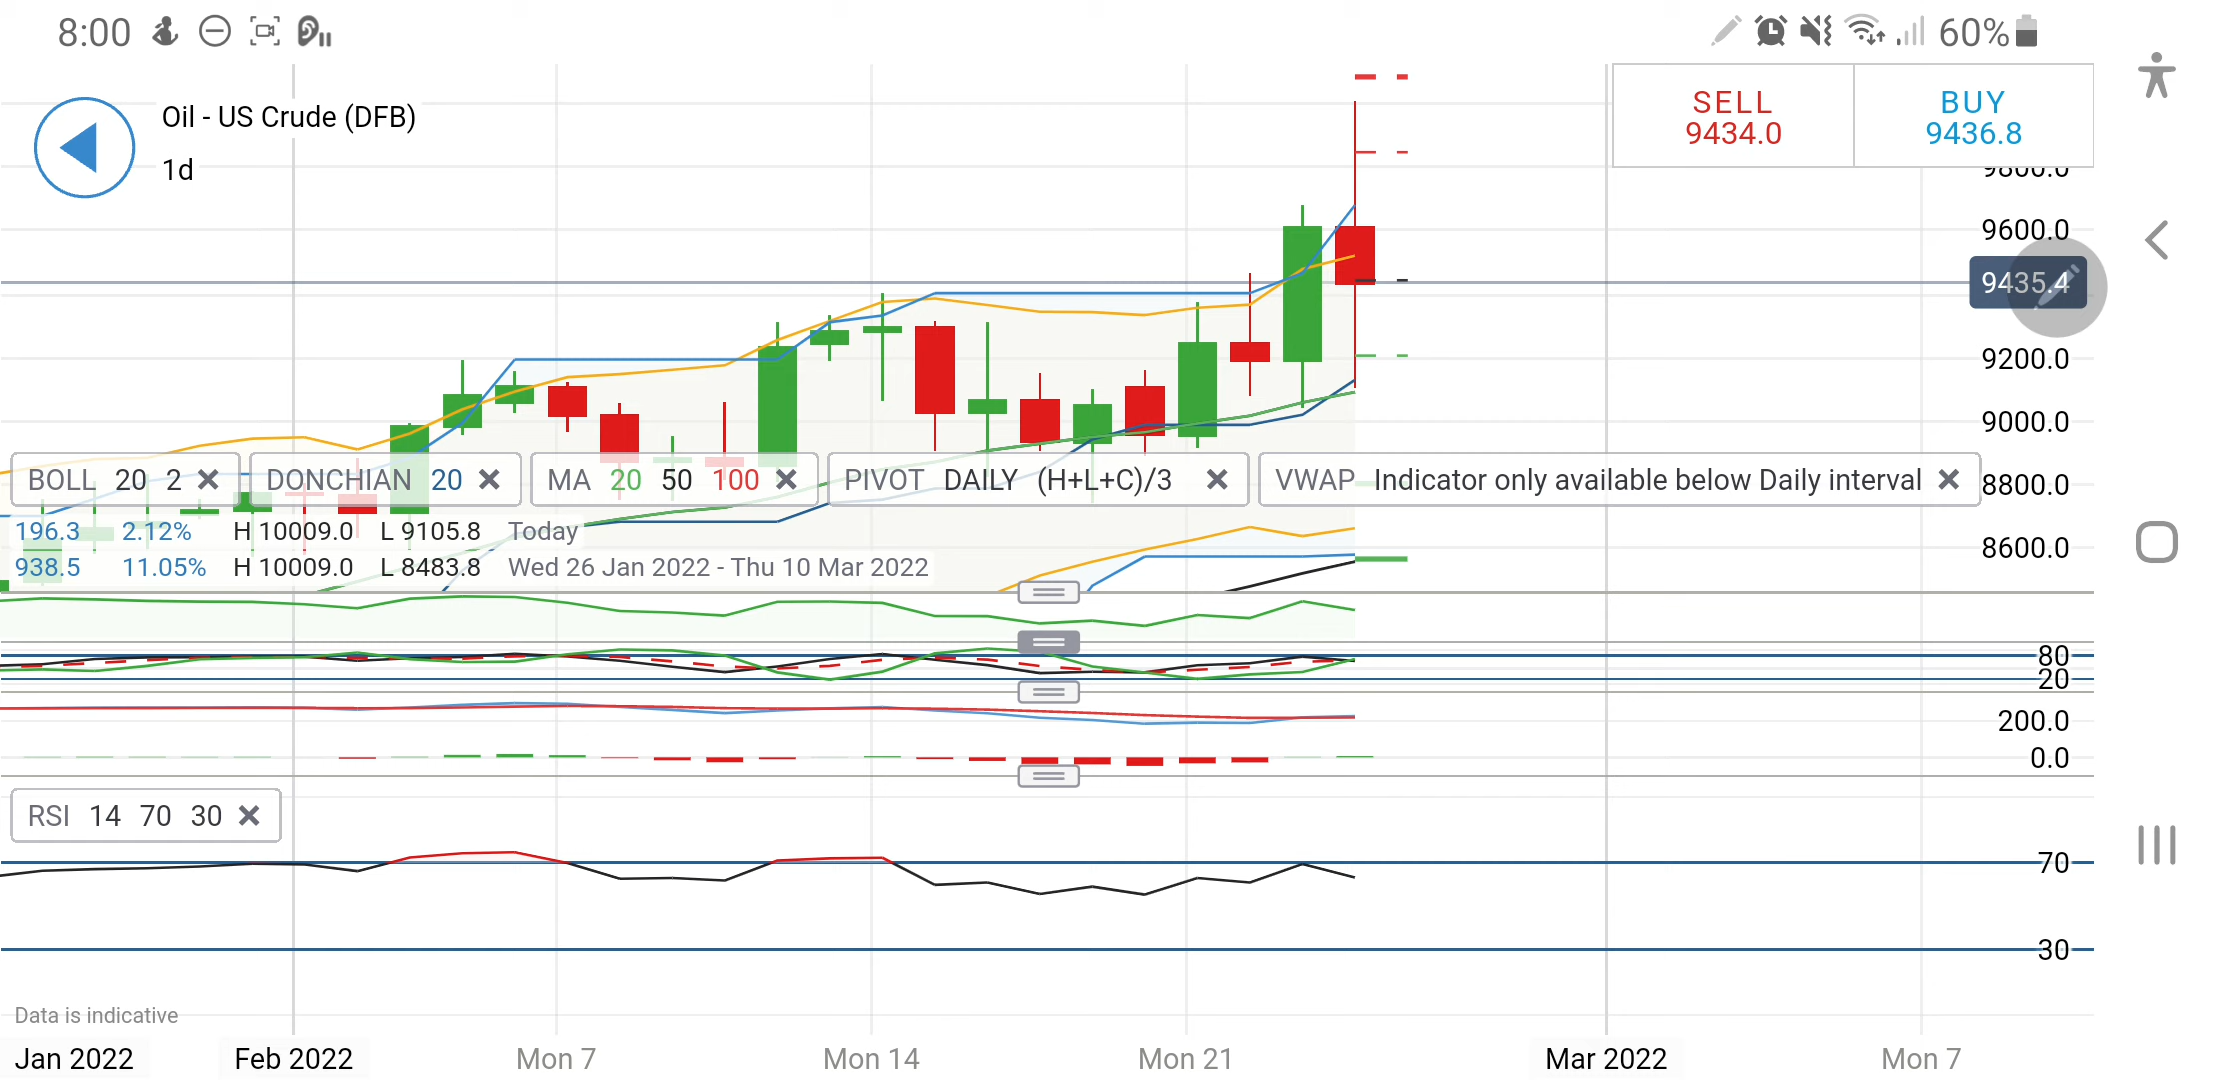 8:00
60%
Oil - US Crude (DFB)
1d
SELL
9434.0
BUY
9436.8
9800.0
9600.0
9435.4
9200.0
9000.0
BOLL 20 2
DONCHIAN 20
MA 20 50 100
PIVOT DAILY (H+L+C)/3
VWAP Indicator only available below Daily interval
8800.0
196.3 2.12% H 10009.0 L 9105.8 Today
8600.0
938.5 11.05% H 10009.0 L 8483.8 Wed 26 Jan 2022 - Thu 10 Mar 2022
80
20
200.0
0.0
RSI 14 70 30
70
30
Data is indicative
Jan 2022 Feb 2022 Mon 7 Mon 14 Mon 21 Mar 2022 Mon 7